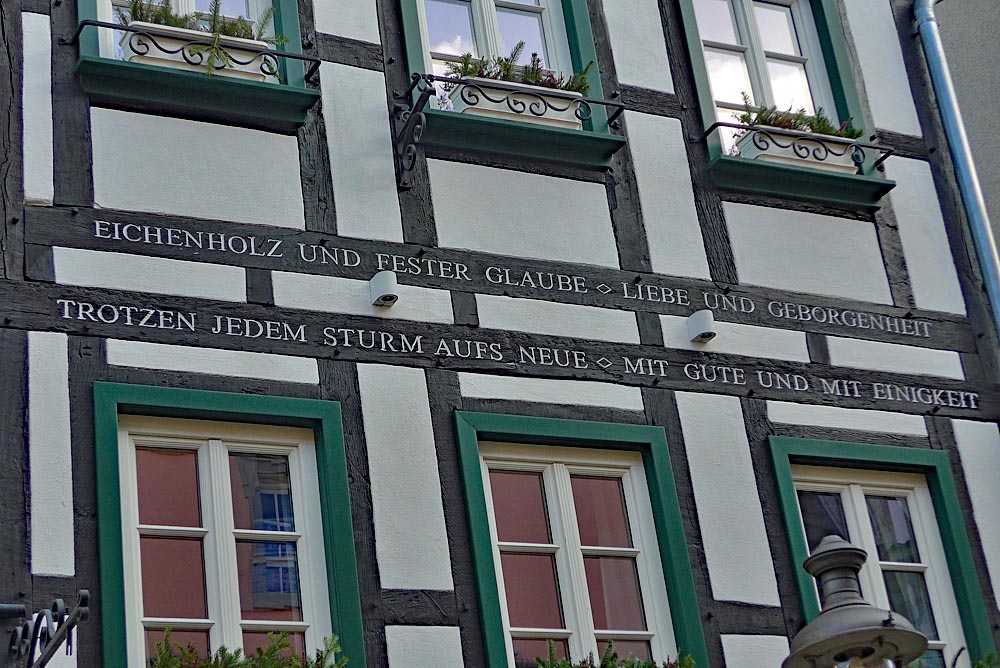 EICHENHOLZ UND FESTER GLAUBE ◇ LIEBE UND GEBORGENHEIT
TROTZEN JEDEM STURM AUFS NEUE ◇ MIT GUTE UND MIT EINIGKEIT